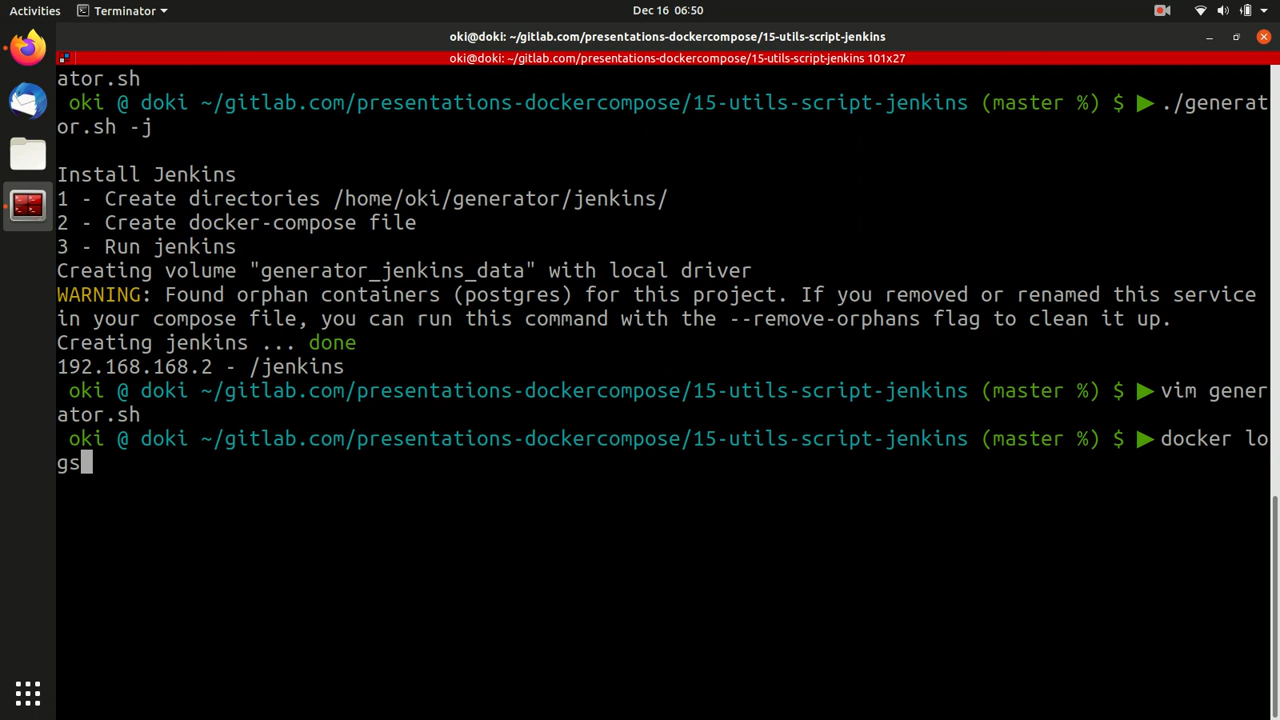 Activities Terminator Dec 16 06:50
oki@doki: ~/gitlab.com/presentations-dockercompose/15-utils-script-jenkins
oki@doki: ~/gitlab.com/presentations-dockercompose/15-utils-script-jenkins 101x27
ator.sh
oki @ doki ~/gitlab.com/presentations-dockercompose/15-utils-script-jenkins (master %) $ ▶ ./generat
or.sh -j
Install Jenkins
1 - Create directories /home/oki/generator/jenkins/
2 - Create docker-compose file
3 - Run jenkins
Creating volume "generator_jenkins_data" with local driver
WARNING: Found orphan containers (postgres) for this project. If you removed or renamed this service
in your compose file, you can run this command with the --remove-orphans flag to clean it up.
Creating jenkins ... done
192.168.168.2 - /jenkins
oki @ doki ~/gitlab.com/presentations-dockercompose/15-utils-script-jenkins (master %) $ ▶ vim gener
ator.sh
oki @ doki ~/gitlab.com/presentations-dockercompose/15-utils-script-jenkins (master %) $ ▶ docker lo
gs